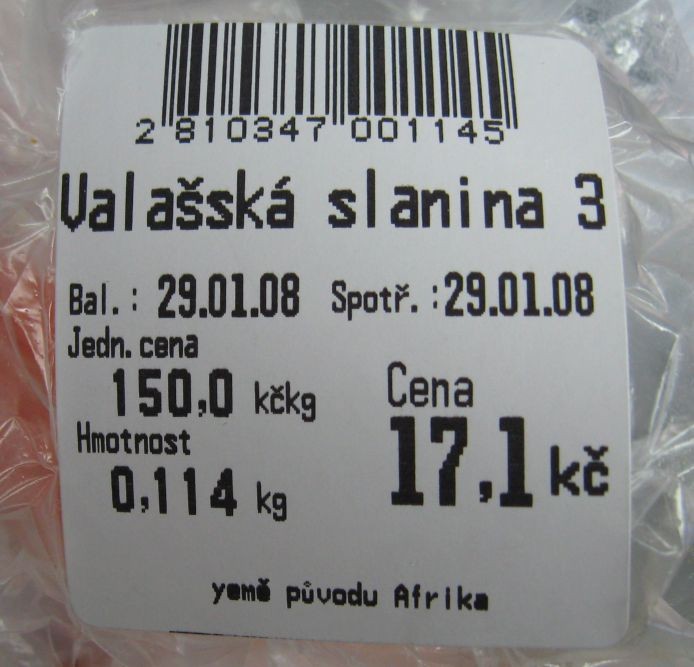 2 810347 001145
Valašská slanina 3
Bal.: 29.01.08 Spotř.:29.01.08
Jedn.cena
150,0 kčkg
Cena
17,1 kč
Hmotnost
0,114 kg
yemě původu Afrika